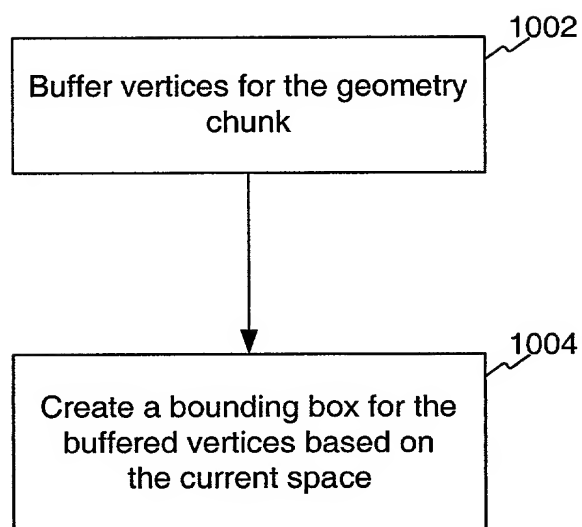 1002
Buffer vertices for the geometry
chunk
1004
Create a bounding box for the
buffered vertices based on
the current space